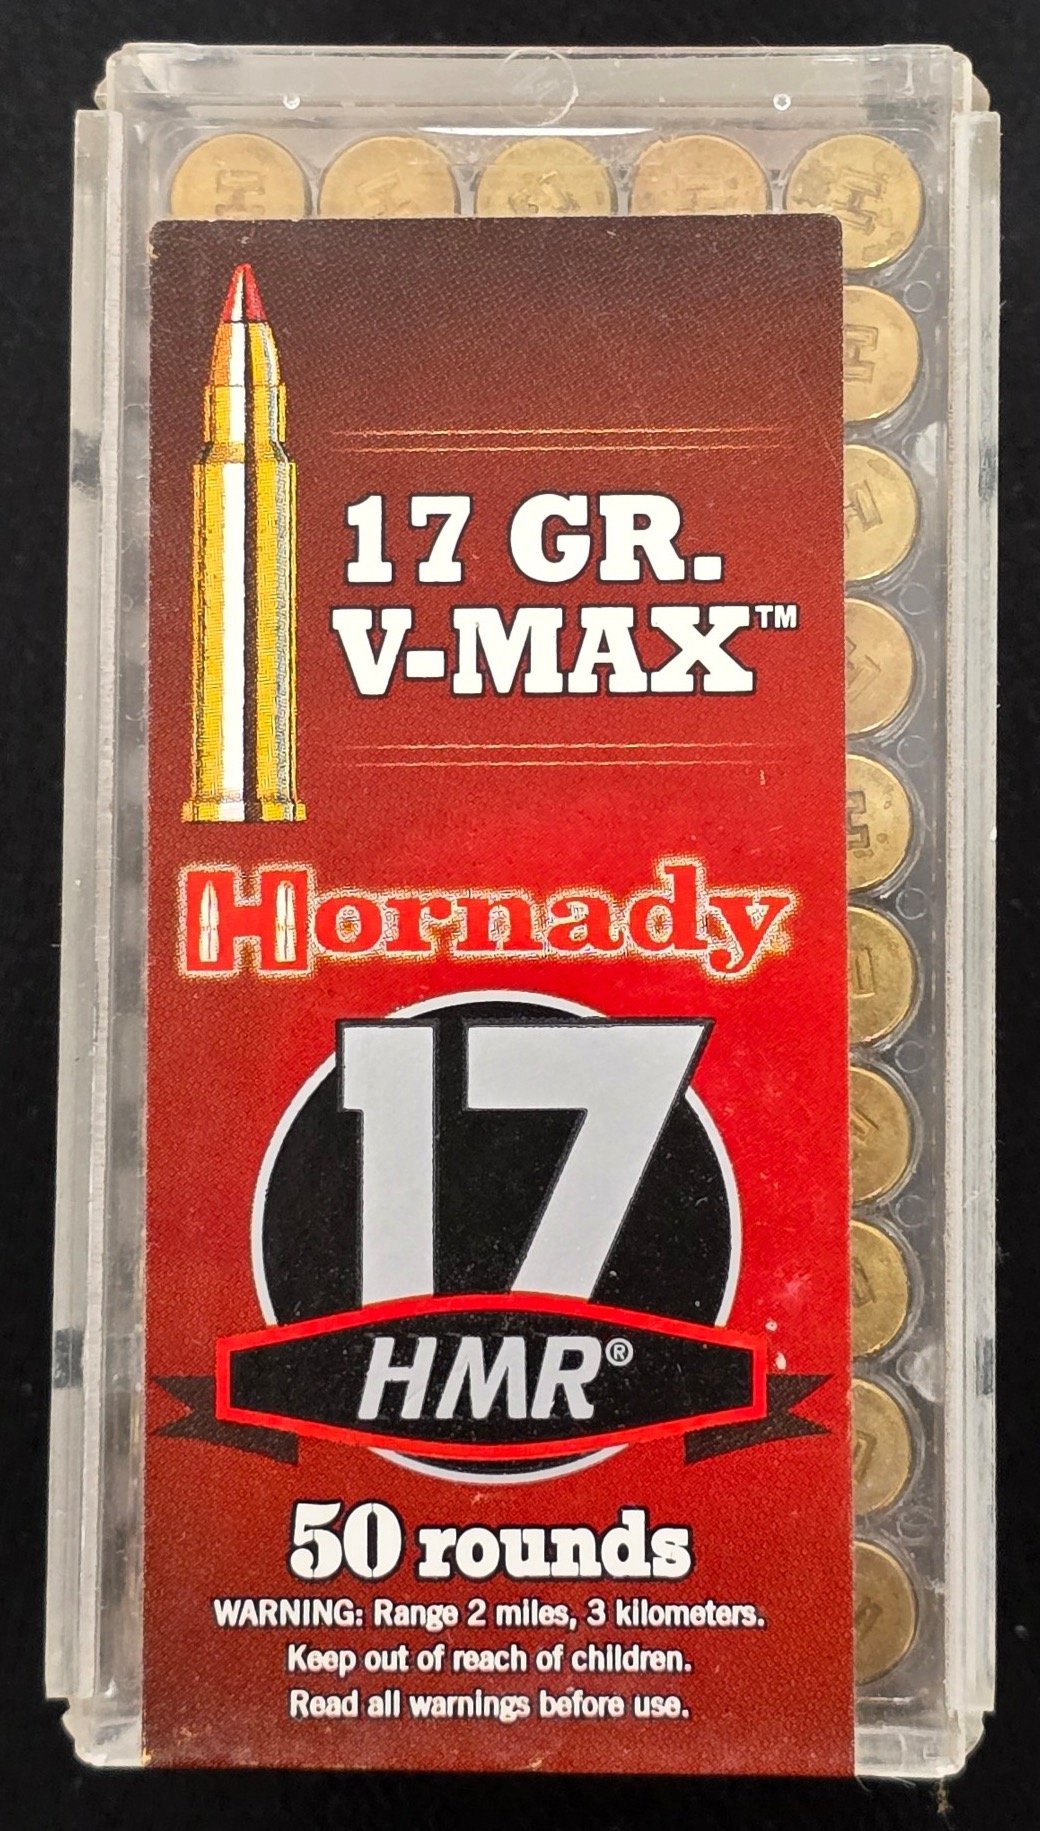 17 GR.
V-MAX™
Hornady
17
HMR®
50 rounds
WARNING: Range 2 miles, 3 kilometers.
Keep out of reach of children.
Read all warnings before use.